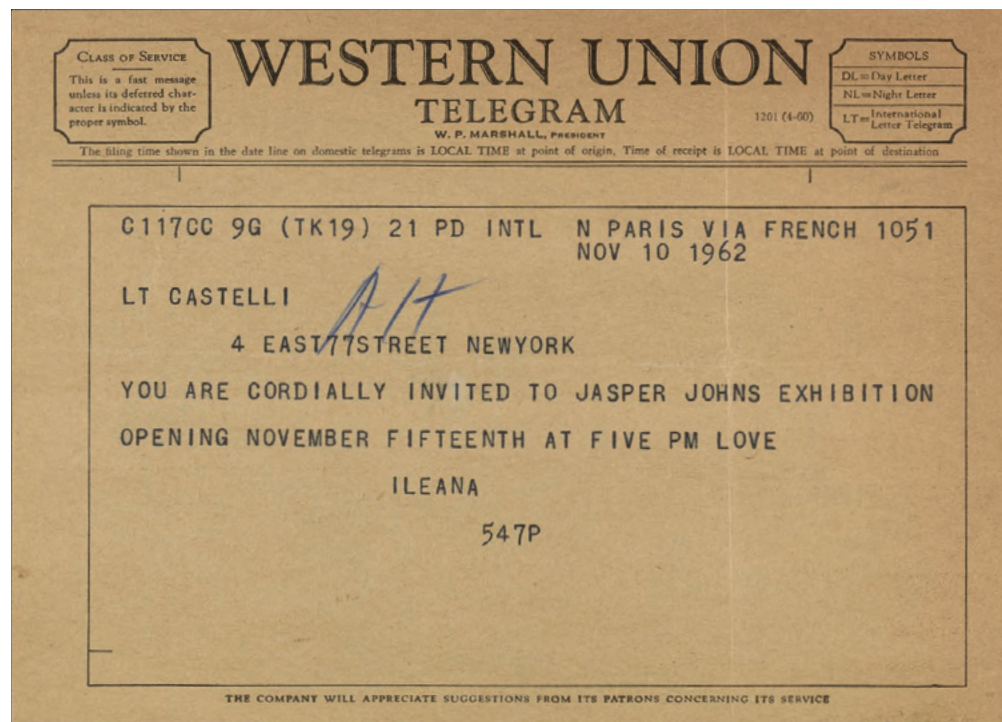 CLASS OF SERVICE
This is a fast message
unless its deferred char-
acter is indicated by the
proper symbol.
WESTERN UNION
TELEGRAM
W. P. MARSHALL, PRESIDENT
1201 (4-60)
SYMBOLS
DL=Day Letter
NL=Night Letter
LT=International Letter Telegram
The filing time shown in the date line on domestic telegrams is LOCAL TIME at point of origin. Time of receipt is LOCAL TIME at point of destination
C117CC 9G (TK19) 21 PD INTL N PARIS VIA FRENCH 1051
NOV 10 1962
LT CASTELLI
4 EAST77STREET NEWYORK
YOU ARE CORDIALLY INVITED TO JASPER JOHNS EXHIBITION
OPENING NOVEMBER FIFTEENTH AT FIVE PM LOVE
ILEANA
547P
THE COMPANY WILL APPRECIATE SUGGESTIONS FROM ITS PATRONS CONCERNING ITS SERVICE